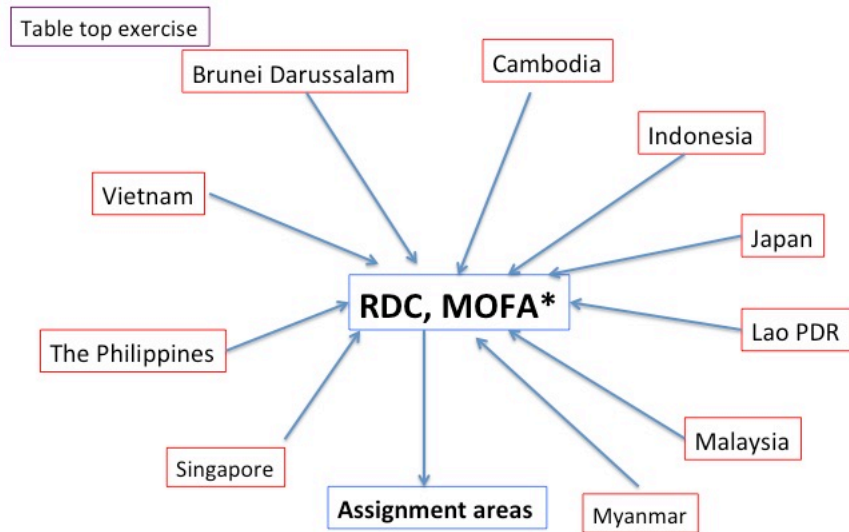 Table top exercise
Brunei Darussalam
Cambodia
Indonesia
Vietnam
Japan
RDC, MOFA*
Lao PDR
The Philippines
Malaysia
Singapore
Assignment areas
Myanmar